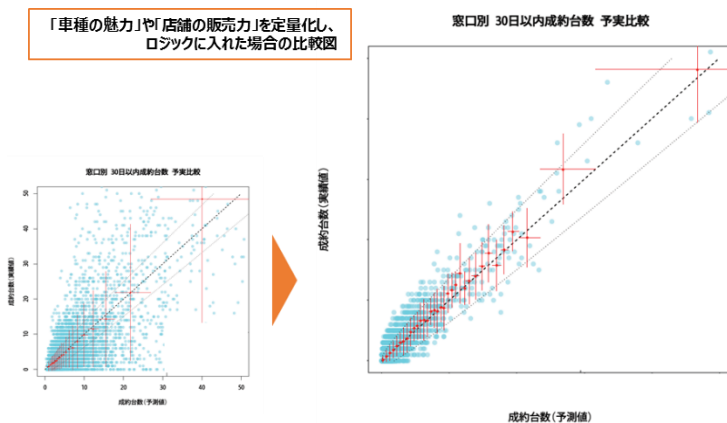 「車種の魅力」や「店舗の販売力」を定量化し、
ロジックに入れた場合の比較図
窓口別 30日以内成約台数 予実比較
成約台数(実績値)
成約台数(予測値)
窓口別 30日以内成約台数 予実比較
成約台数(実績値)
50
40
30
20
10
0
0
10
20
30
40
50
成約台数(予測値)